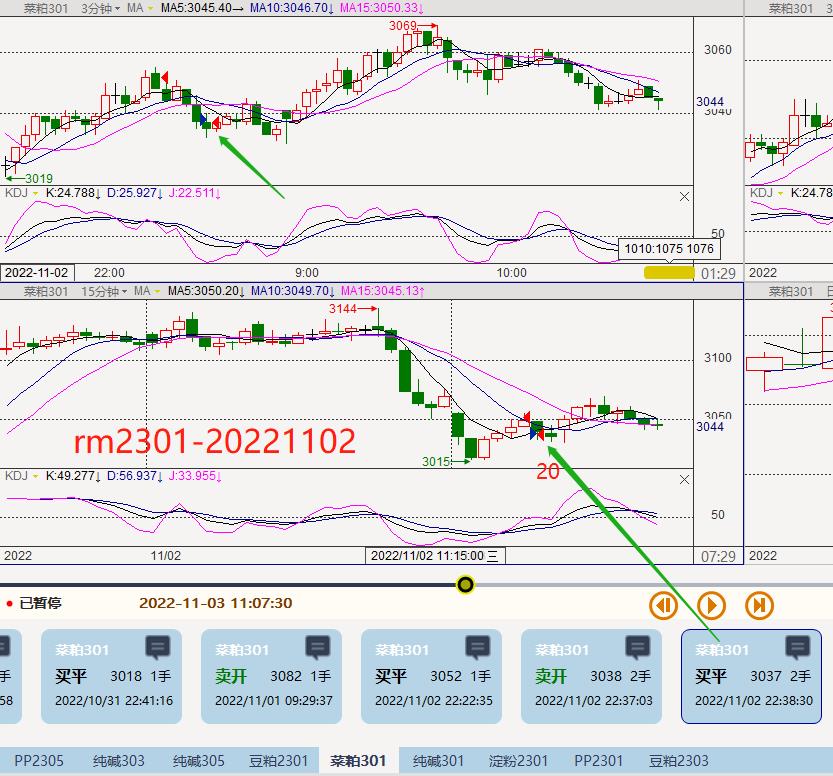 菜粕301 3分钟 MA MA5:3045.40→ MA10:3046.70↓ MA15:3050.33↓
菜粕301 3
3069→
3060
3044
3040
←3019
KDJ K:24.788↓ D:25.927↓ J:22.511↓
KDJ K:24.78
50
1010:1075 1076
2022-11-02 22:00 9:00 10:00 01:29 2022
菜粕301 15分钟 MA MA5:3050.20↓ MA10:3049.70↓ MA15:3045.13↑
菜粕301 日
3144→
3100
3050
3044
rm2301-20221102
3015→
20
KDJ K:49.277↓ D:56.937↓ J:33.955↓
50
2022 11/02 2022/11/02 11:15:00 三 07:29 2022
已暂停 2022-11-03 11:07:30
菜粕301 菜粕301 菜粕301 菜粕301 菜粕301
手 买平 3018 1手 卖开 3082 1手 买平 3052 1手 卖开 3038 2手 买平 3037 2手
58 2022/10/31 22:41:16 2022/11/01 09:29:37 2022/11/02 22:22:35 2022/11/02 22:37:03 2022/11/02 22:38:30
PP2305 纯碱303 纯碱305 豆粕2301 菜粕301 纯碱301 淀粉2301 PP2301 豆粕2303